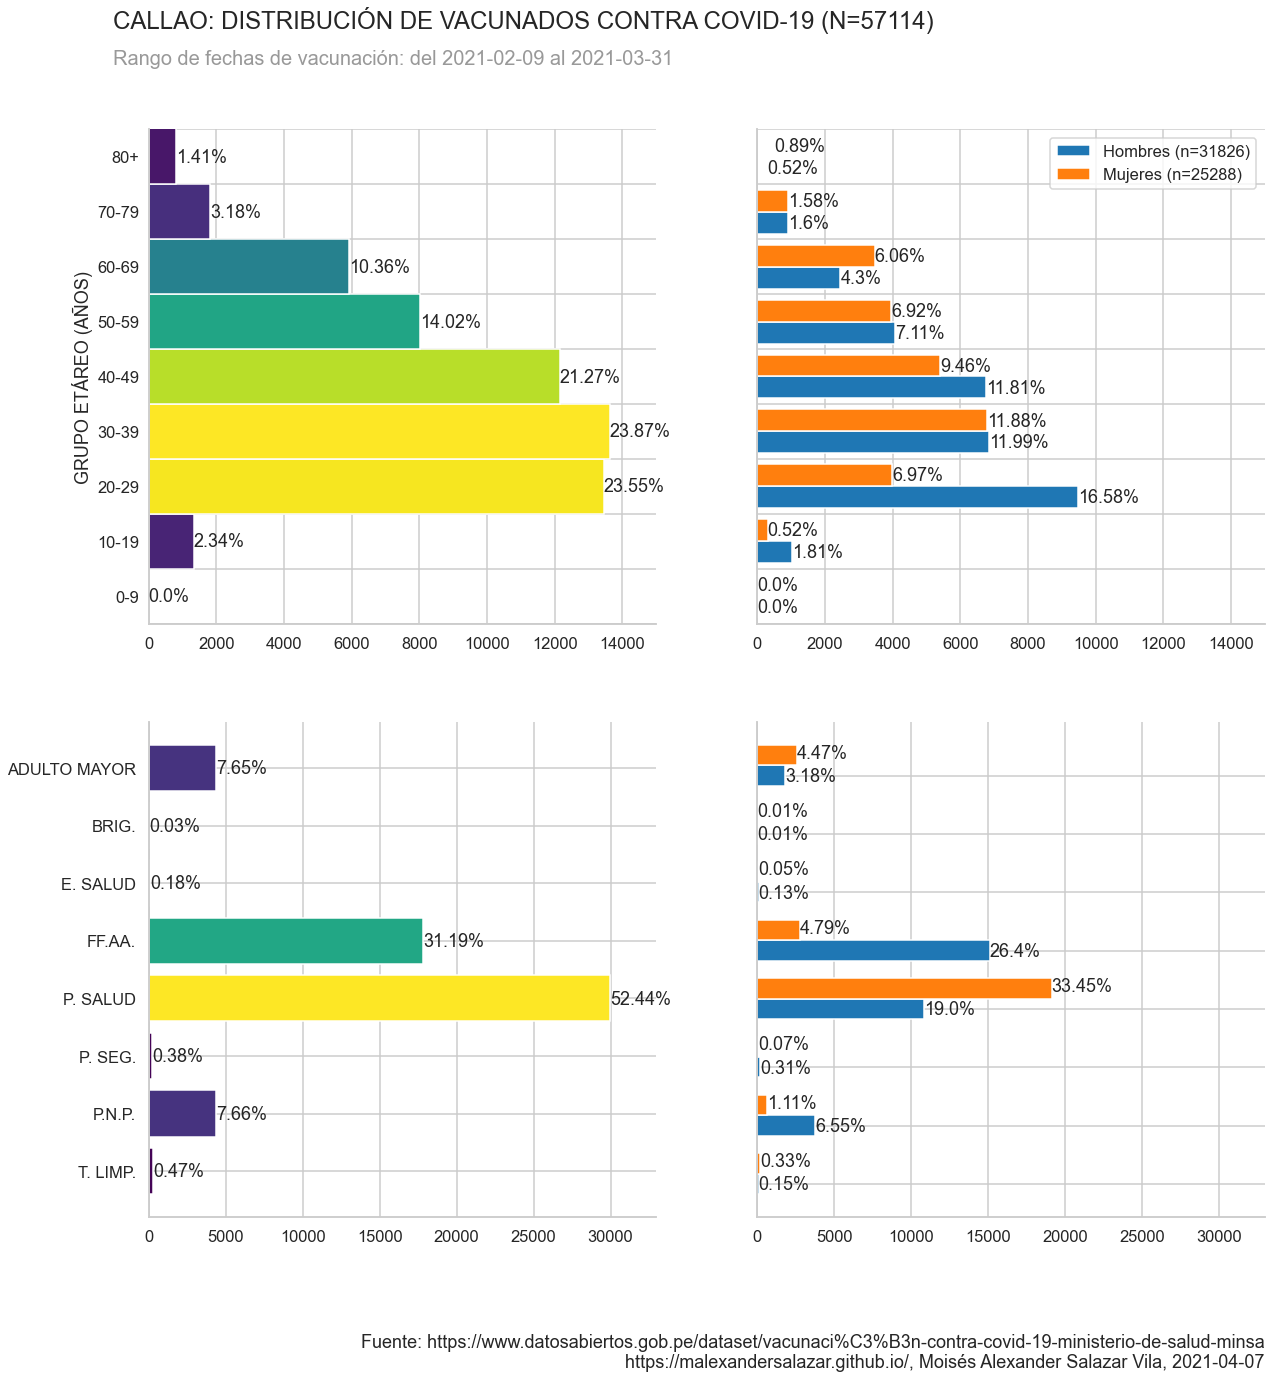 CALLAO: DISTRIBUCIÓN DE VACUNADOS CONTRA COVID-19 (N=57114)
Rango de fechas de vacunación: del 2021-02-09 al 2021-03-31
GRUPO ETÁREO (AÑOS)
80+ 1.41%
70-79 3.18%
60-69 10.36%
50-59 14.02%
40-49 21.27%
30-39 23.87%
20-29 23.55%
10-19 2.34%
0-9 0.0%
0 2000 4000 6000 8000 10000 12000 14000
Hombres (n=31826)
Mujeres (n=25288)
0.89%
0.52%
1.58%
1.6%
6.06%
4.3%
6.92%
7.11%
9.46%
11.81%
11.88%
11.99%
6.97%
16.58%
0.52%
1.81%
0.0%
0.0%
0 2000 4000 6000 8000 10000 12000 14000
ADULTO MAYOR 7.65%
BRIG. 0.03%
E. SALUD 0.18%
FF.AA. 31.19%
P. SALUD 52.44%
P. SEG. 0.38%
P.N.P. 7.66%
T. LIMP. 0.47%
0 5000 10000 15000 20000 25000 30000
4.47%
3.18%
0.01%
0.01%
0.05%
0.13%
4.79%
26.4%
33.45%
19.0%
0.07%
0.31%
1.11%
6.55%
0.33%
0.15%
0 5000 10000 15000 20000 25000 30000
Fuente: https://www.datosabiertos.gob.pe/dataset/vacunaci%C3%B3n-contra-covid-19-ministerio-de-salud-minsa
https://malexandersalazar.github.io/, Moisés Alexander Salazar Vila, 2021-04-07